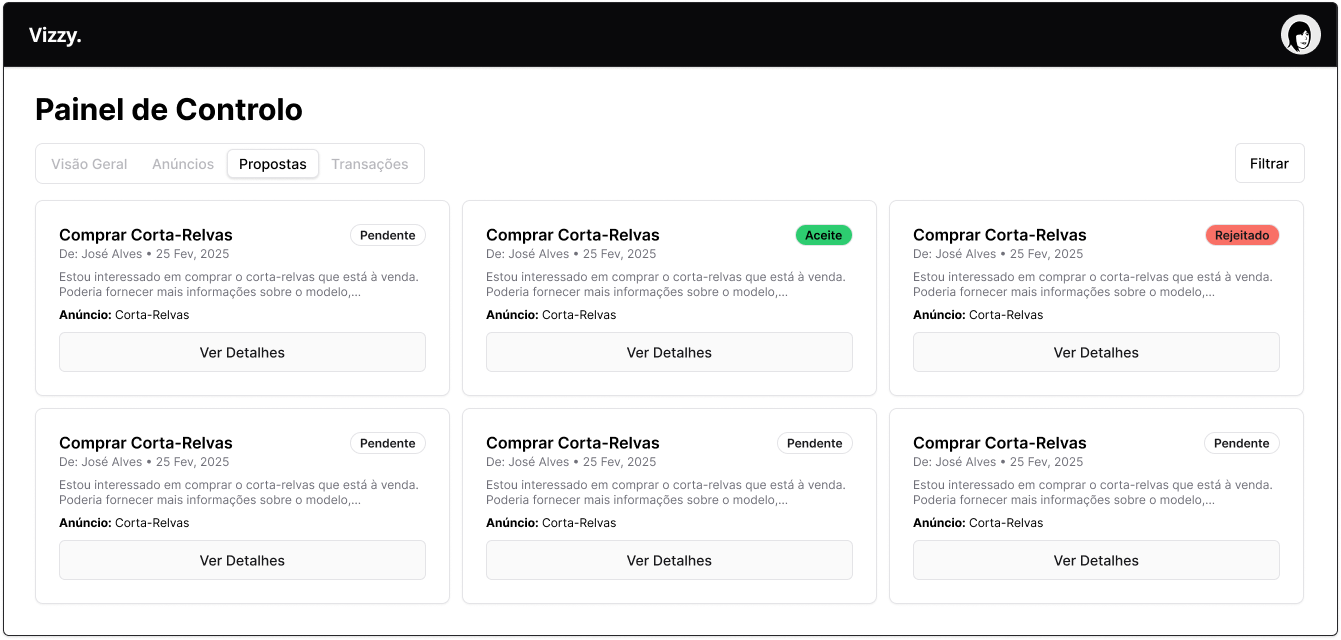 Vizzy.
Painel de Controlo
Visão Geral Anúncios Propostas Transações Filtrar
Comprar Corta-Relvas Pendente
De: José Alves • 25 Fev, 2025
Estou interessado em comprar o corta-relvas que está à venda.
Poderia fornecer mais informações sobre o modelo,...
Anúncio: Corta-Relvas
Ver Detalhes
Comprar Corta-Relvas Aceite
De: José Alves • 25 Fev, 2025
Estou interessado em comprar o corta-relvas que está à venda.
Poderia fornecer mais informações sobre o modelo,...
Anúncio: Corta-Relvas
Ver Detalhes
Comprar Corta-Relvas Rejeitado
De: José Alves • 25 Fev, 2025
Estou interessado em comprar o corta-relvas que está à venda.
Poderia fornecer mais informações sobre o modelo,...
Anúncio: Corta-Relvas
Ver Detalhes
Comprar Corta-Relvas Pendente
De: José Alves • 25 Fev, 2025
Estou interessado em comprar o corta-relvas que está à venda.
Poderia fornecer mais informações sobre o modelo,...
Anúncio: Corta-Relvas
Ver Detalhes
Comprar Corta-Relvas Pendente
De: José Alves • 25 Fev, 2025
Estou interessado em comprar o corta-relvas que está à venda.
Poderia fornecer mais informações sobre o modelo,...
Anúncio: Corta-Relvas
Ver Detalhes
Comprar Corta-Relvas Pendente
De: José Alves • 25 Fev, 2025
Estou interessado em comprar o corta-relvas que está à venda.
Poderia fornecer mais informações sobre o modelo,...
Anúncio: Corta-Relvas
Ver Detalhes